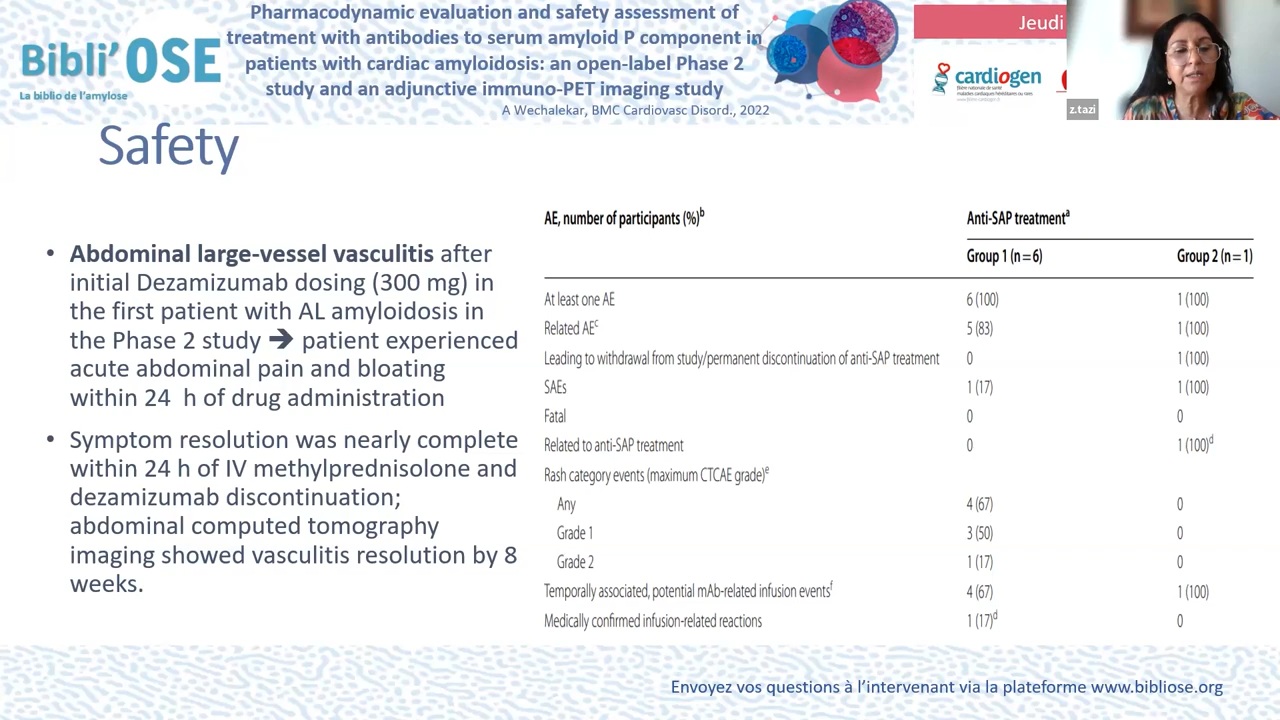 Pharmacodynamic evaluation and safety assessment of
treatment with antibodies to serum amyloid P component in
patients with cardiac amyloidosis: an open-label Phase 2
study and an adjunctive immuno-PET imaging study
A Wechalekar, BMC Cardiovasc Disord., 2022
Bibli'OSE
La biblio de l'amylose
Jeudi
cardiogen
filière nationale de santé
maladies cardiaques héréditaires ou rares
z.tazi
Safety
• Abdominal large-vessel vasculitis after
initial Dezamizumab dosing (300 mg) in
the first patient with AL amyloidosis in
the Phase 2 study ➔ patient experienced
acute abdominal pain and bloating
within 24 h of drug administration
• Symptom resolution was nearly complete
within 24 h of IV methylprednisolone and
dezamizumab discontinuation;
abdominal computed tomography
imaging showed vasculitis resolution by 8
weeks.
AE, number of participants (%)b Anti-SAP treatmenta
Group 1 (n=6) Group 2 (n=1)
At least one AE 6 (100) 1 (100)
Related AEc 5 (83) 1 (100)
Leading to withdrawal from study/permanent discontinuation of anti-SAP treatment 0 1 (100)
SAEs 1 (17) 1 (100)
Fatal 0 0
Related to anti-SAP treatment 0 1 (100)d
Rash category events (maximum CTCAE grade)e
Any 4 (67) 0
Grade 1 3 (50) 0
Grade 2 1 (17) 0
Temporally associated, potential mAb-related infusion eventsf 4 (67) 1 (100)
Medically confirmed infusion-related reactions 1 (17)d 0
Envoyez vos questions à l'intervenant via la plateforme www.bibliose.org